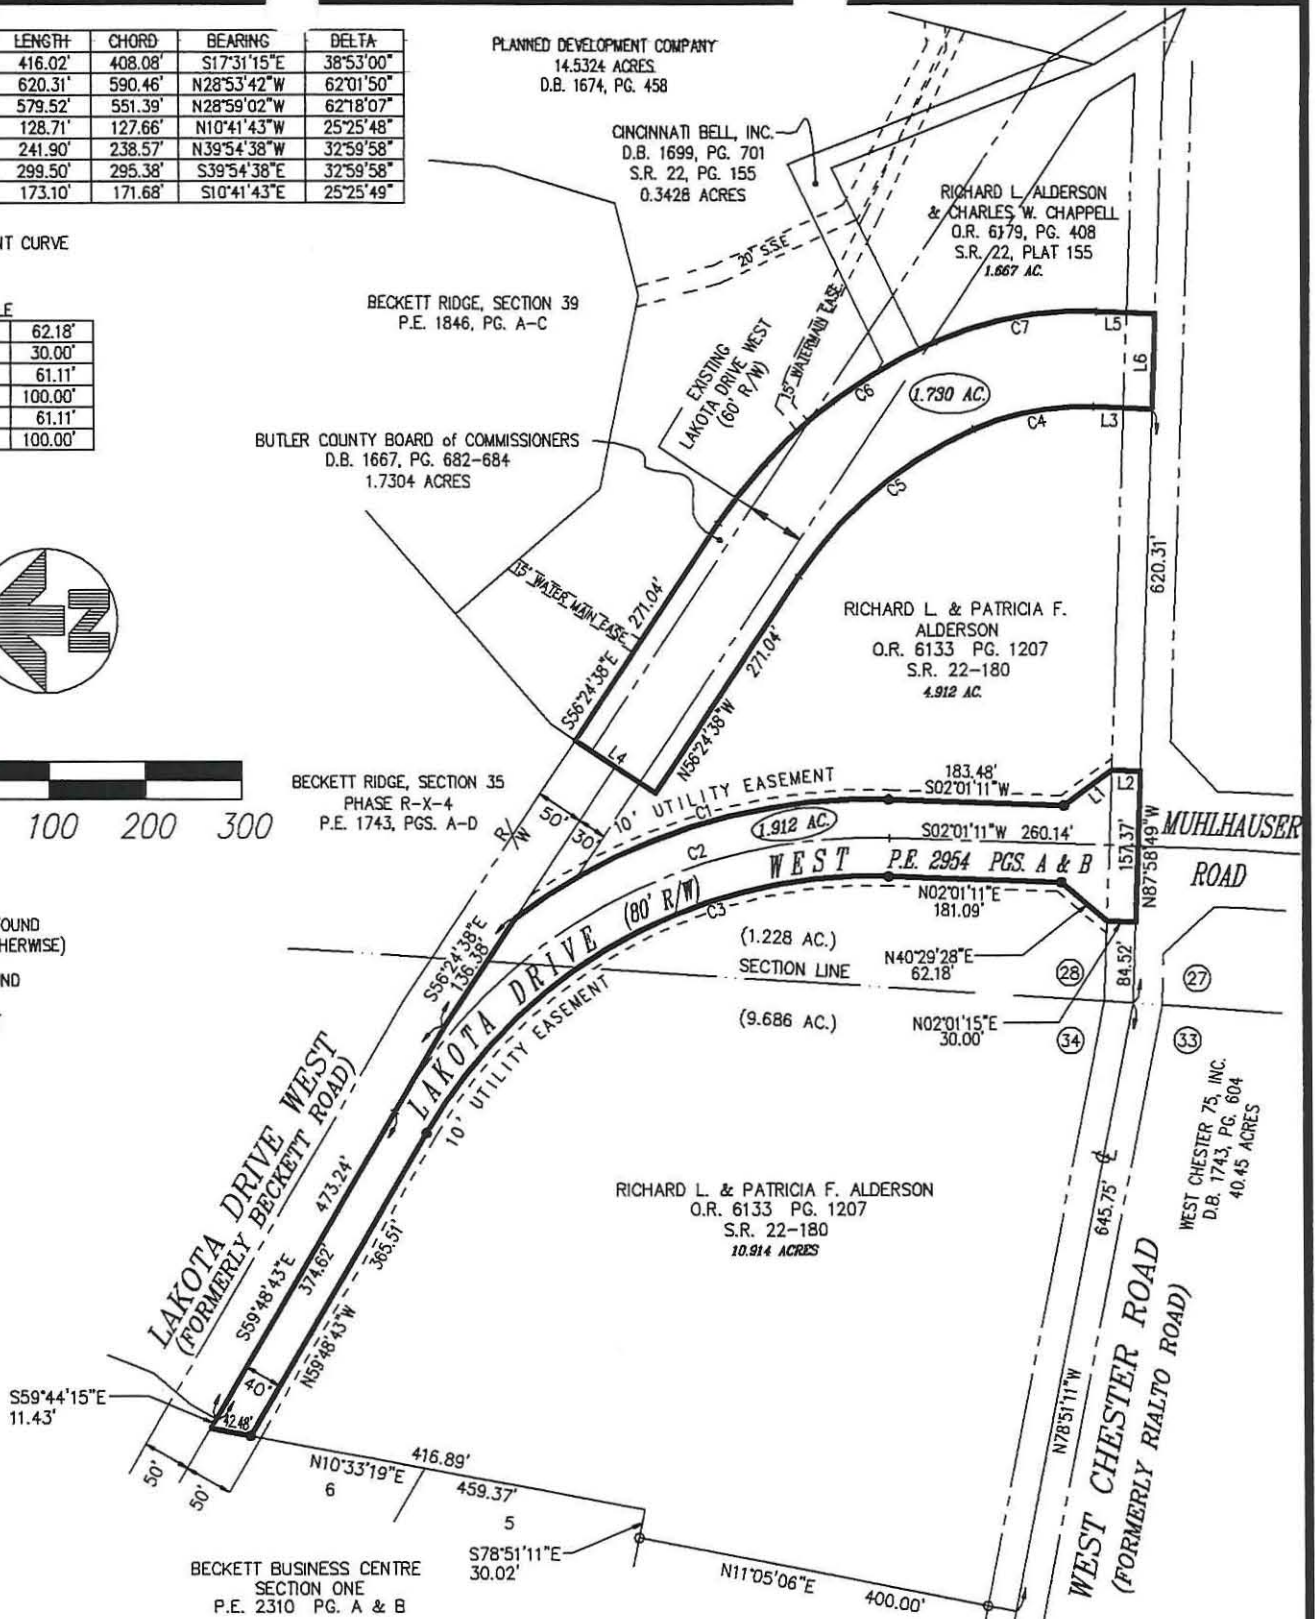 LENGTH CHORD BEARING DELTA
416.02' 408.08' S17°31'15"E 38°53'00"
620.31' 590.46' N28°53'42"W 62°01'50"
579.52' 551.39' N28°59'02"W 62°18'07"
128.71' 127.66' N10°41'43"W 25°25'48"
241.90' 238.57' N39°54'38"W 32°59'58"
299.50' 295.38' S39°54'38"E 32°59'58"
173.10' 171.68' S10°41'43"E 25°25'49"
NT CURVE
LE
62.18'
30.00'
61.11'
100.00'
61.11'
100.00'
PLANNED DEVELOPMENT COMPANY
14.5324 ACRES
D.B. 1674, PG. 458
CINCINNATI BELL, INC.
D.B. 1699, PG. 701
S.R. 22, PG. 155
0.3428 ACRES
RICHARD L. ALDERSON
& CHARLES W. CHAPPELL
O.R. 6179, PG. 408
S.R. 22, PLAT 155
1.667 AC.
20' S.S.E
BECKETT RIDGE, SECTION 39
P.E. 1846, PG. A-C
EXISTING
LAKOTA DRIVE WEST
(60' R/W)
15' WATERMAIN EASE.
C7
L5
L6
C6
1.730 AC.
C4
L3
C5
BUTLER COUNTY BOARD of COMMISSIONERS
D.B. 1667, PG. 682-684
1.7304 ACRES
15' WATER MAIN EASE.
271.04'
S56°24'38"E
271.04'
N56°24'38"W
L4
620.31'
RICHARD L. & PATRICIA F.
ALDERSON
O.R. 6133 PG. 1207
S.R. 22-180
4.912 AC.
N
100 200 300
BECKETT RIDGE, SECTION 35
PHASE R-X-4
P.E. 1743, PGS. A-D
R/W
50' 30'
10' UTILITY EASEMENT
C1
183.48'
S02°01'11"W
L1
L2
1.912 AC.
C2
S02°01'11"W 260.14'
157.37'
N87°58'49"W
MUHLHAUSER
ROAD
LAKOTA DRIVE (80' R/W) WEST P.E. 2954 PGS. A & B
C3
N02°01'11"E
181.09'
10' UTILITY EASEMENT
(1.228 AC.)
SECTION LINE
(9.686 AC.)
N40°29'28"E
62.18'
N02°01'15"E
30.00'
84.52'
28
27
34
33
OUND
HERWISE)
ND
S56°24'38"E
136.38'
LAKOTA DRIVE WEST
(FORMERLY BECKETT ROAD)
473.24'
S59°48'43"E
374.62'
365.51'
N59°48'43"W
40'
42.48'
S59°44'15"E
11.43'
50'
50'
RICHARD L. & PATRICIA F. ALDERSON
O.R. 6133 PG. 1207
S.R. 22-180
10.914 ACRES
WEST CHESTER 75, INC.
D.B. 1743, PG. 604
40.45 ACRES
645.75'
N78°51'11"W
WEST CHESTER ROAD
(FORMERLY RIALTO ROAD)
416.89'
N10°33'19"E
459.37'
6
5
S78°51'11"E
30.02'
N11°05'06"E
400.00'
BECKETT BUSINESS CENTRE
SECTION ONE
P.E. 2310 PG. A & B